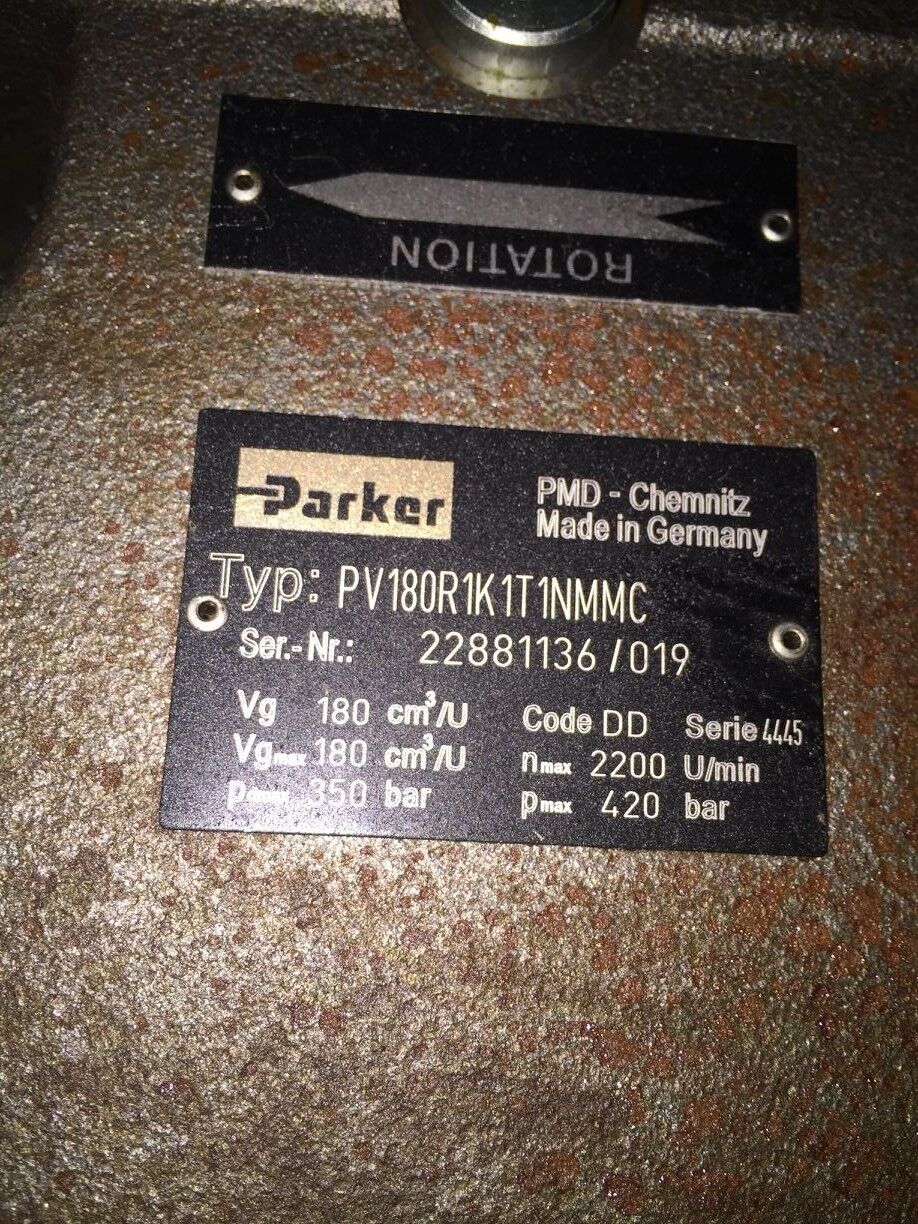 ROTATION
Parker
PMD - Chemnitz
Made in Germany
Typ: PV180R1K1T1NMMC
Ser.-Nr.: 22881136/019
Vg 180 cm³/U Code DD Serie 4445
Vgmax 180 cm³/U nmax 2200 U/min
pdmax 350 bar pmax 420 bar